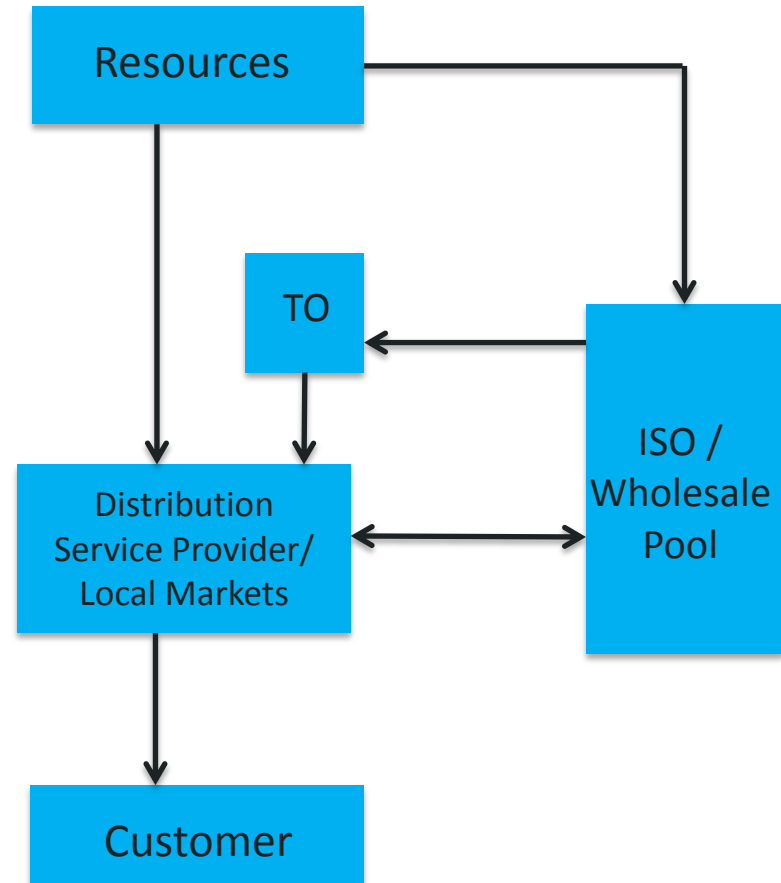 Resources
TO
ISO /
Wholesale
Pool
Distribution
Service Provider/
Local Markets
Customer